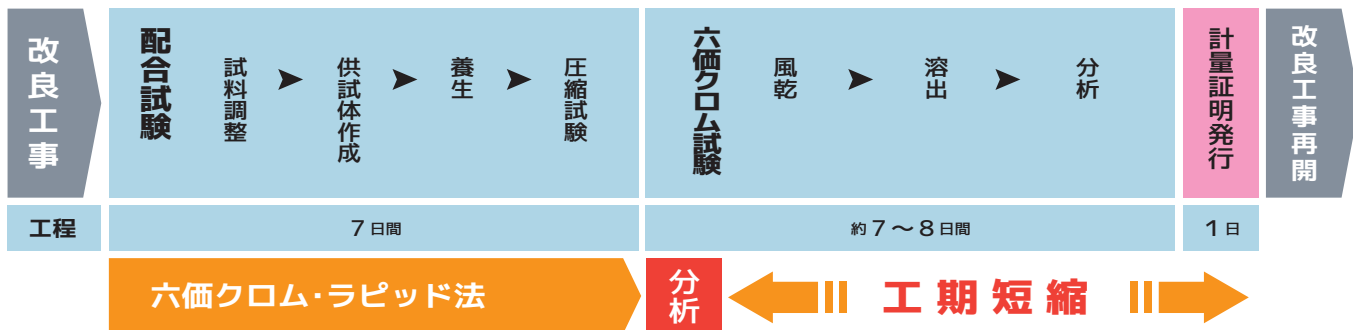 改良工事
配合試験
試料調整
➤
供試体作成
➤
養生
➤
圧縮試験
六価クロム試験
風乾
➤
溶出
➤
分析
計量証明発行
改良工事再開
工程
7日間
約7～8日間
1日
六価クロム・ラピッド法
分析
工期短縮